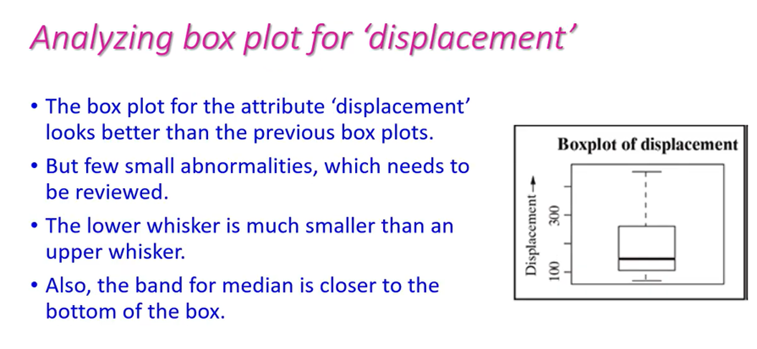 Analyzing box plot for ‘displacement’
• The box plot for the attribute ‘displacement’
looks better than the previous box plots.
• But few small abnormalities, which needs to
be reviewed.
• The lower whisker is much smaller than an
upper whisker.
• Also, the band for median is closer to the
bottom of the box.
Boxplot of displacement
Displacement
300
100